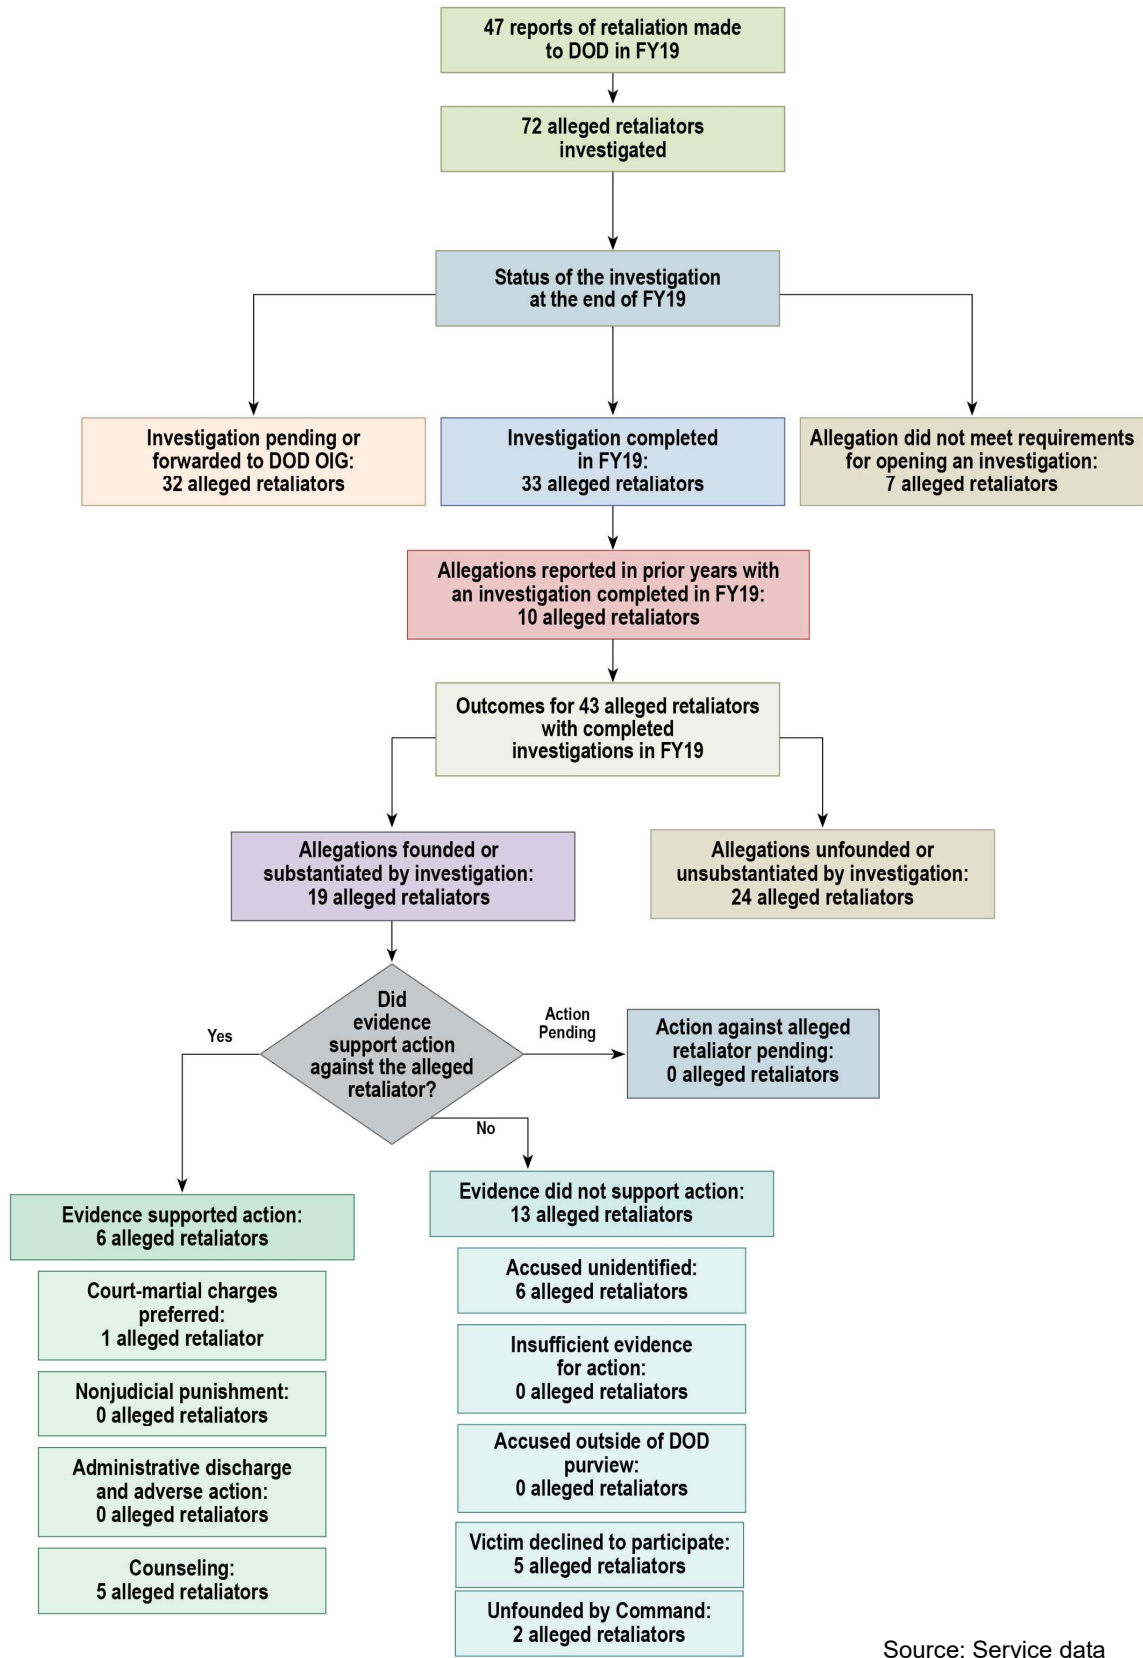 47 reports of retaliation made
to DOD in FY19
72 alleged retaliators
investigated
Status of the investigation
at the end of FY19
Investigation pending or
forwarded to DOD OIG:
32 alleged retaliators
Investigation completed
in FY19:
33 alleged retaliators
Allegation did not meet requirements
for opening an investigation:
7 alleged retaliators
Allegations reported in prior years with
an investigation completed in FY19:
10 alleged retaliators
Outcomes for 43 alleged retaliators
with completed
investigations in FY19
Allegations founded or
substantiated by investigation:
19 alleged retaliators
Allegations unfounded or
unsubstantiated by investigation:
24 alleged retaliators
Did
evidence
support action
against the alleged
retaliator?
Yes
Action
Pending
No
Action against alleged
retaliator pending:
0 alleged retaliators
Evidence supported action:
6 alleged retaliators
Court-martial charges
preferred:
1 alleged retaliator
Nonjudicial punishment:
0 alleged retaliators
Administrative discharge
and adverse action:
0 alleged retaliators
Counseling:
5 alleged retaliators
Evidence did not support action:
13 alleged retaliators
Accused unidentified:
6 alleged retaliators
Insufficient evidence
for action:
0 alleged retaliators
Accused outside of DOD
purview:
0 alleged retaliators
Victim declined to participate:
5 alleged retaliators
Unfounded by Command:
2 alleged retaliators
Source: Service data